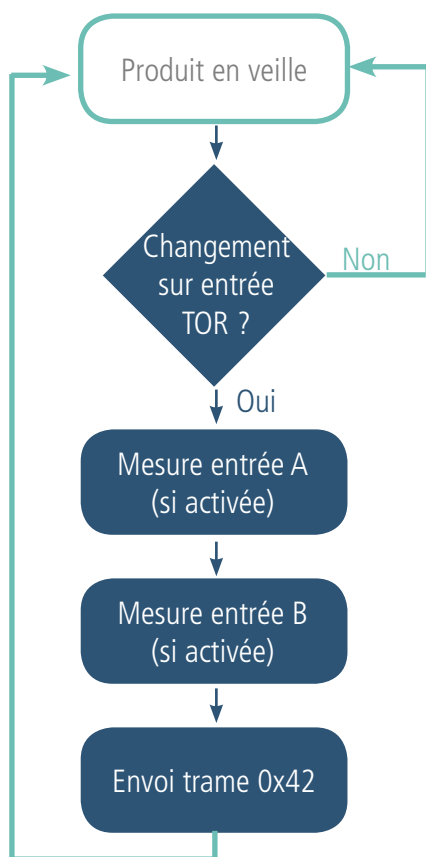 Produit en veille
Changement
sur entrée
TOR ?
Non
Oui
Mesure entrée A
(si activée)
Mesure entrée B
(si activée)
Envoi trame 0x42